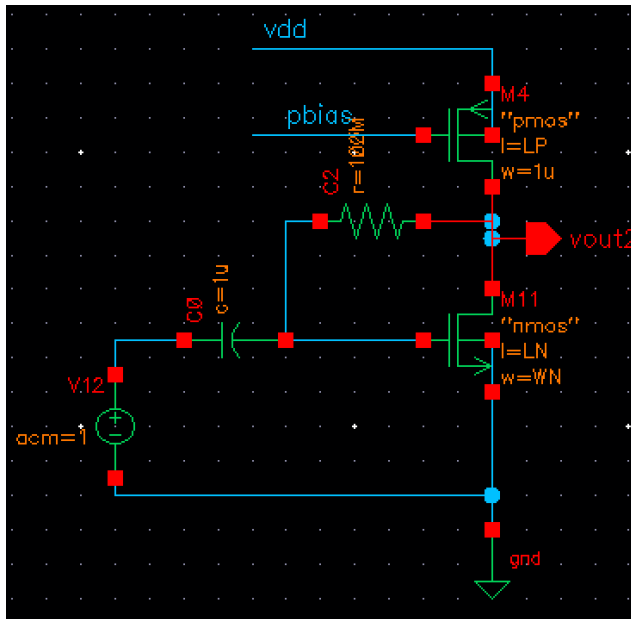 vdd
M4
"pmos"
pbias
l=LP
w=1u
C2
vout2
M11
C0
c=1u
"nmos"
l=LN
V12
w=WN
acm=1
gnd